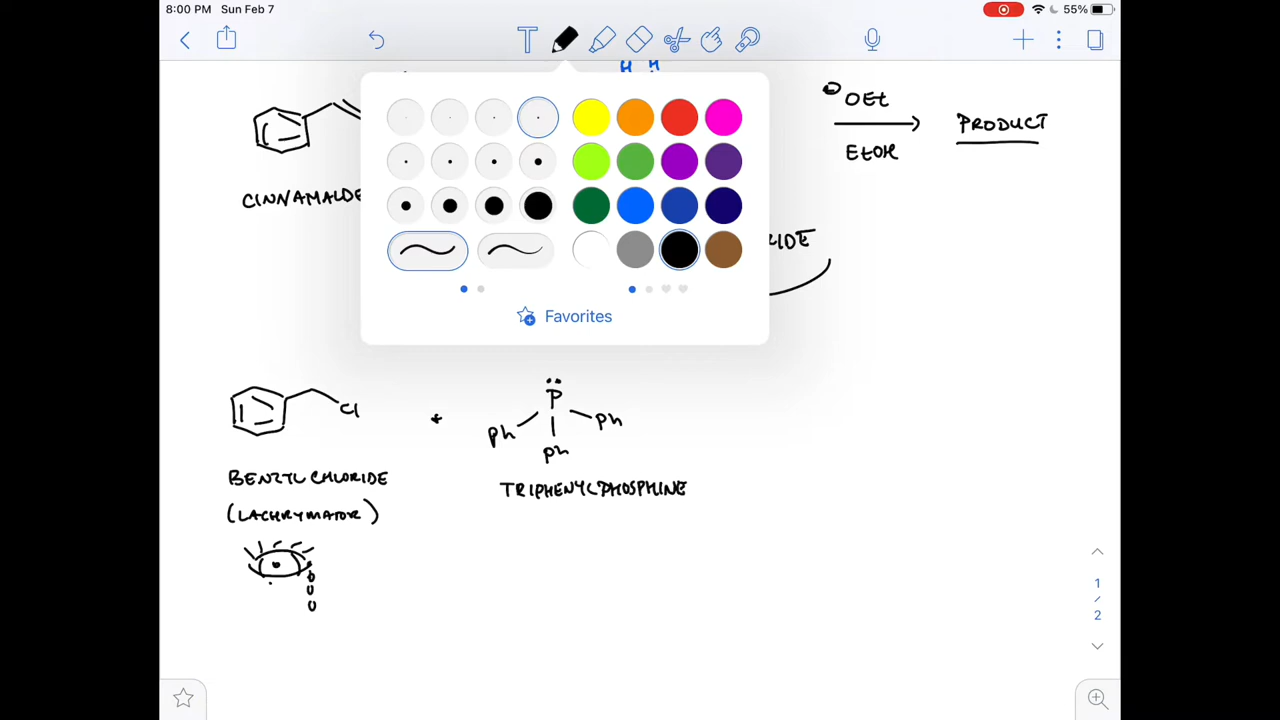 8:00 PM Sun Feb 7
55%
T
H H
OEt
EtOH
PRODUCT
CINNAMALDE
RIDE
Favorites
Cl
+
P
Ph
Ph
Ph
BENZYL CHLORIDE
(LACHRYMATOR)
TRIPHENYLPHOSPHINE
1
/
2